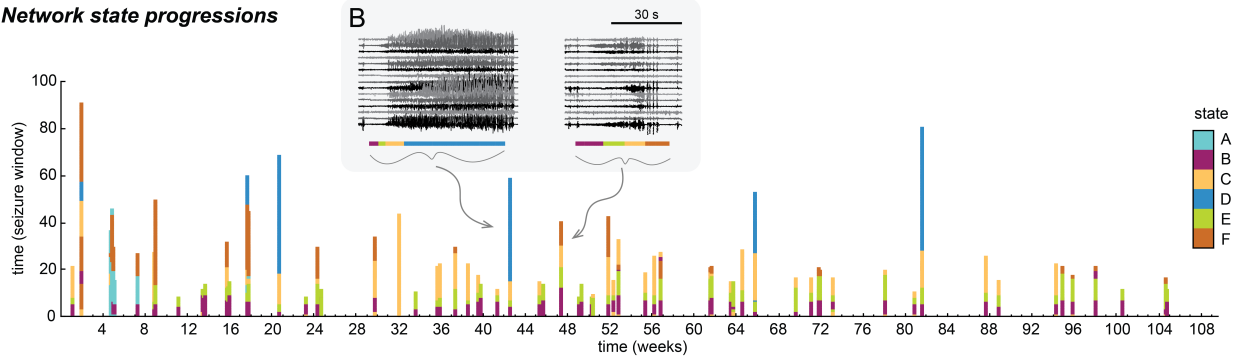 Network state progressions
B
30 s
100
80
60
40
20
0
time (seizure window)
4 8 12 16 20 24 28 32 36 40 44 48 52 56 60 64 68 72 76 80 84 88 92 96 100 104 108
time (weeks)
state
A
B
C
D
E
F